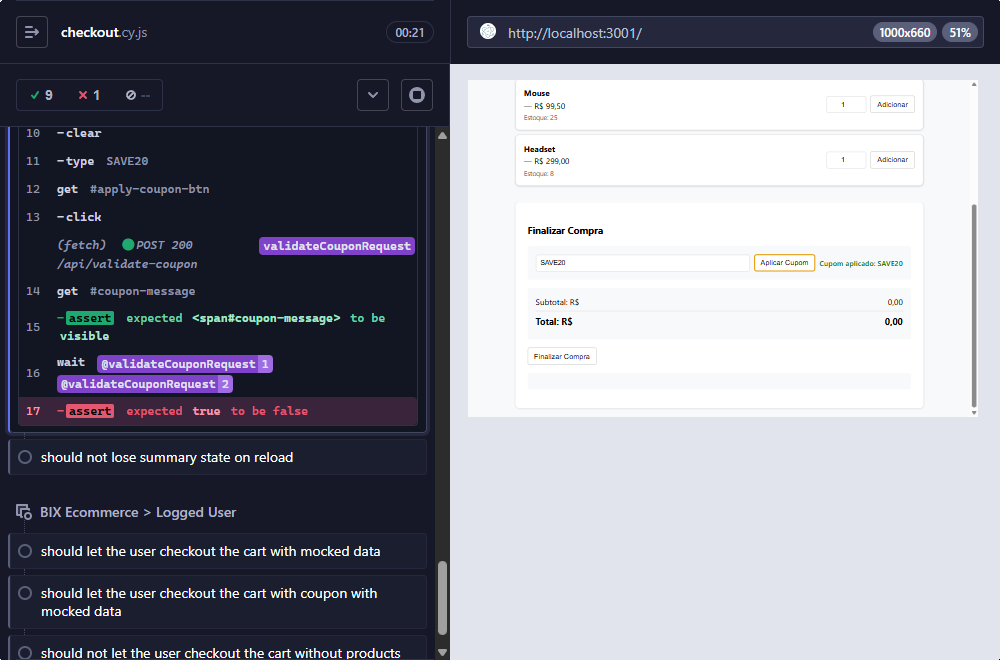 checkout.cy.js
00:21
9
1
--
10 -clear
11 -type SAVE20
12 get #apply-coupon-btn
13 -click
(fetch) POST 200 validateCouponRequest
/api/validate-coupon
14 get #coupon-message
15 -assert expected <span#coupon-message> to be
visible
16 wait @validateCouponRequest 1
@validateCouponRequest 2
17 -assert expected true to be false
should not lose summary state on reload
BIX Ecommerce > Logged User
should let the user checkout the cart with mocked data
should let the user checkout the cart with coupon with
mocked data
should not let the user checkout the cart without products
http://localhost:3001/
1000x660
51%
Mouse
— R$ 99,50
Estoque: 25
1
Adicionar
Headset
— R$ 299,00
Estoque: 8
1
Adicionar
Finalizar Compra
SAVE20
Aplicar Cupom
Cupom aplicado: SAVE20
Subtotal: R$ 0,00
Total: R$ 0,00
Finalizar Compra